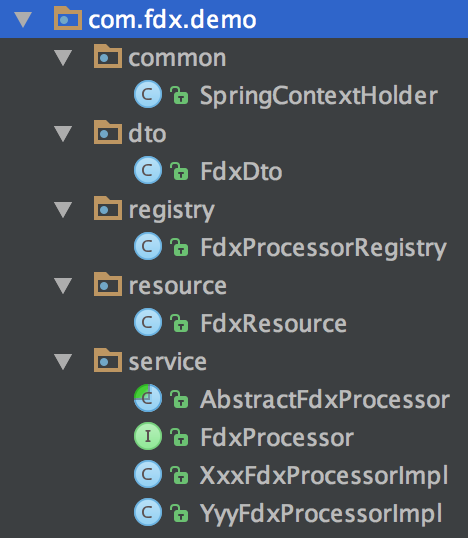 com.fdx.demo
common
C SpringContextHolder
dto
C FdxDto
registry
C FdxProcessorRegistry
resource
C FdxResource
service
C AbstractFdxProcessor
I FdxProcessor
C XxxFdxProcessorImpl
C YyyFdxProcessorImpl